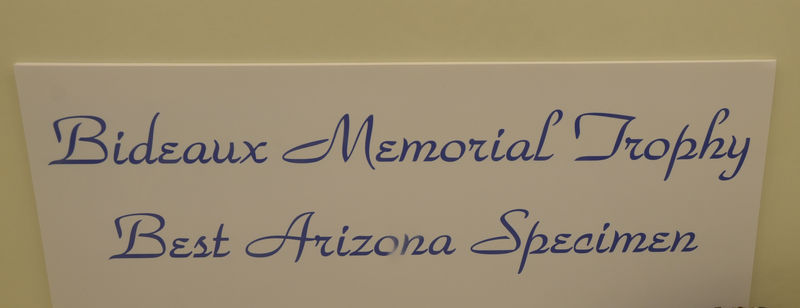 Bideaux Memorial Trophy
Best Arizona Specimen